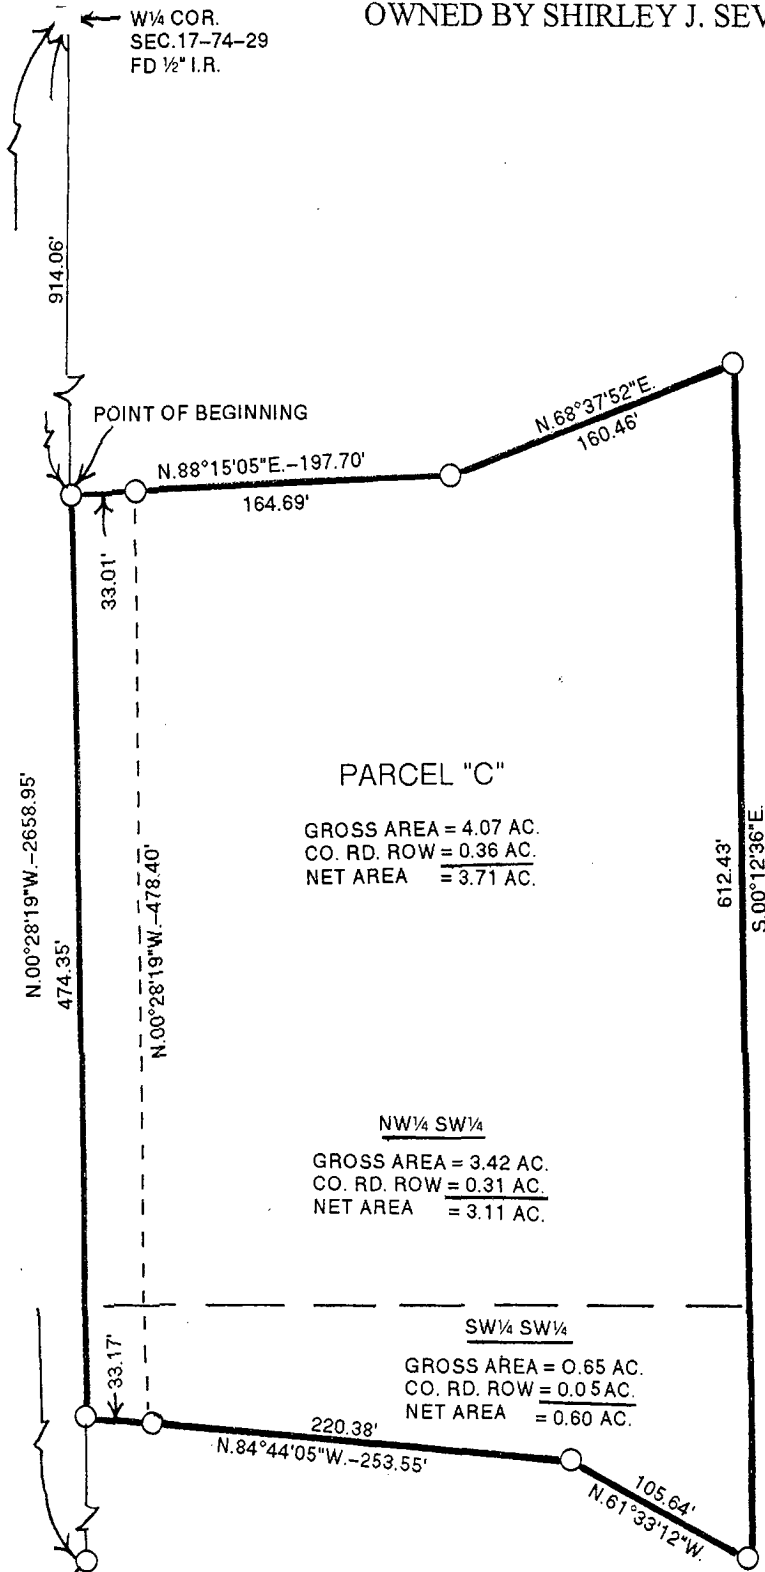 OWNED BY SHIRLEY J. SEV
W¼ COR.
SEC.17–74–29
FD ½" I.R.
914.06'
POINT OF BEGINNING
N.88°15'05"E.–197.70'
164.69'
N.68°37'52"E.
160.46'
33.01'
N.00°28'19"W.–2658.95'
474.35'
N.00°28'19"W.–478.40'
PARCEL "C"
GROSS AREA = 4.07 AC.
CO. RD. ROW = 0.36 AC.
NET AREA = 3.71 AC.
612.43'
S.00°12'36"E.
NW¼ SW¼
GROSS AREA = 3.42 AC.
CO. RD. ROW = 0.31 AC.
NET AREA = 3.11 AC.
SW¼ SW¼
GROSS AREA = 0.65 AC.
CO. RD. ROW = 0.05 AC.
NET AREA = 0.60 AC.
33.17'
220.38'
N.84°44'05"W.–253.55'
105.64'
N.61°33'12"W.